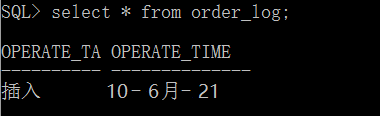 SQL> select * from order_log;
OPERATE_TA OPERATE_TIME
---------- --------------
插入 10-6月-21